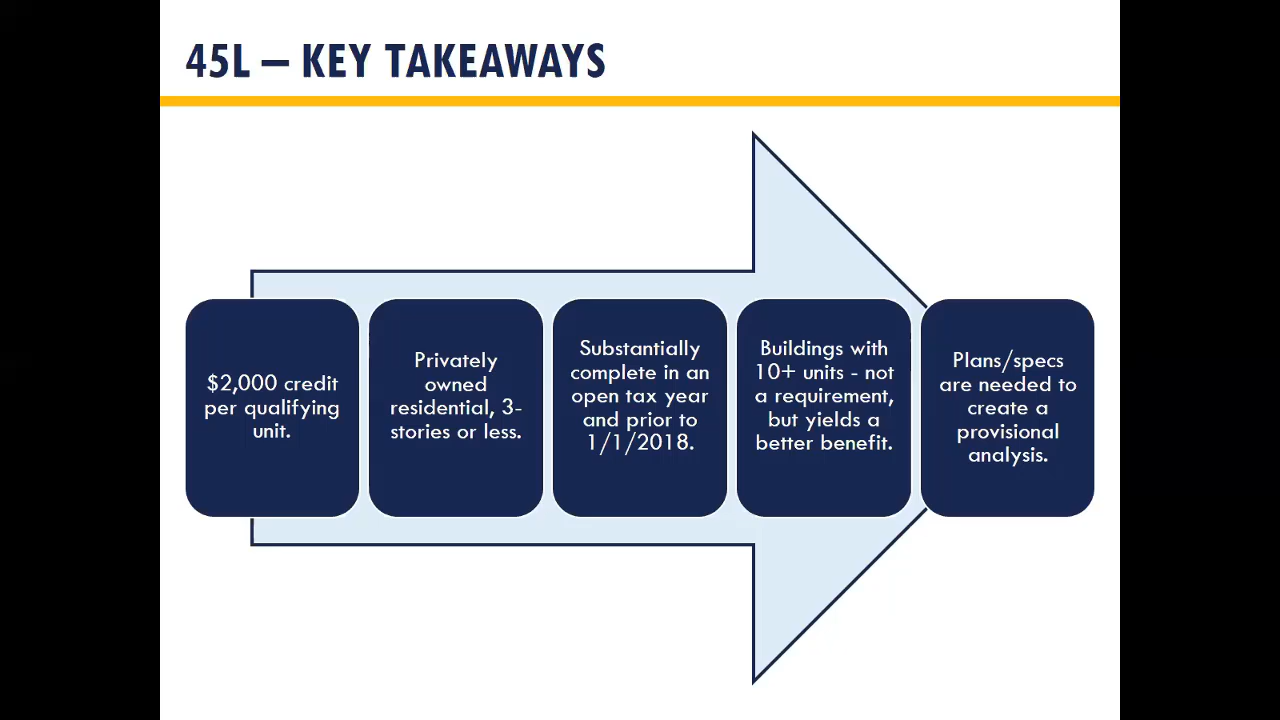 45L – KEY TAKEAWAYS
$2,000 credit
per qualifying
unit.
Privately
owned
residential, 3-
stories or less.
Substantially
complete in an
open tax year
and prior to
1/1/2018.
Buildings with
10+ units - not
a requirement,
but yields a
better benefit.
Plans/specs
are needed to
create a
provisional
analysis.